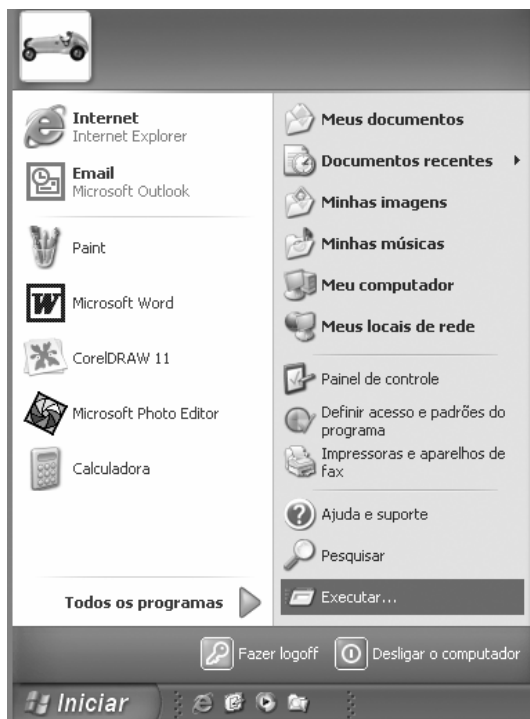 Internet
Internet Explorer
Email
Microsoft Outlook
Paint
Microsoft Word
CorelDRAW 11
Microsoft Photo Editor
Calculadora
Todos os programas
Meus documentos
Documentos recentes
Minhas imagens
Minhas músicas
Meu computador
Meus locais de rede
Painel de controle
Definir acesso e padrões do
programa
Impressoras e aparelhos de
fax
Ajuda e suporte
Pesquisar
Executar...
Fazer logoff
Desligar o computador
Iniciar